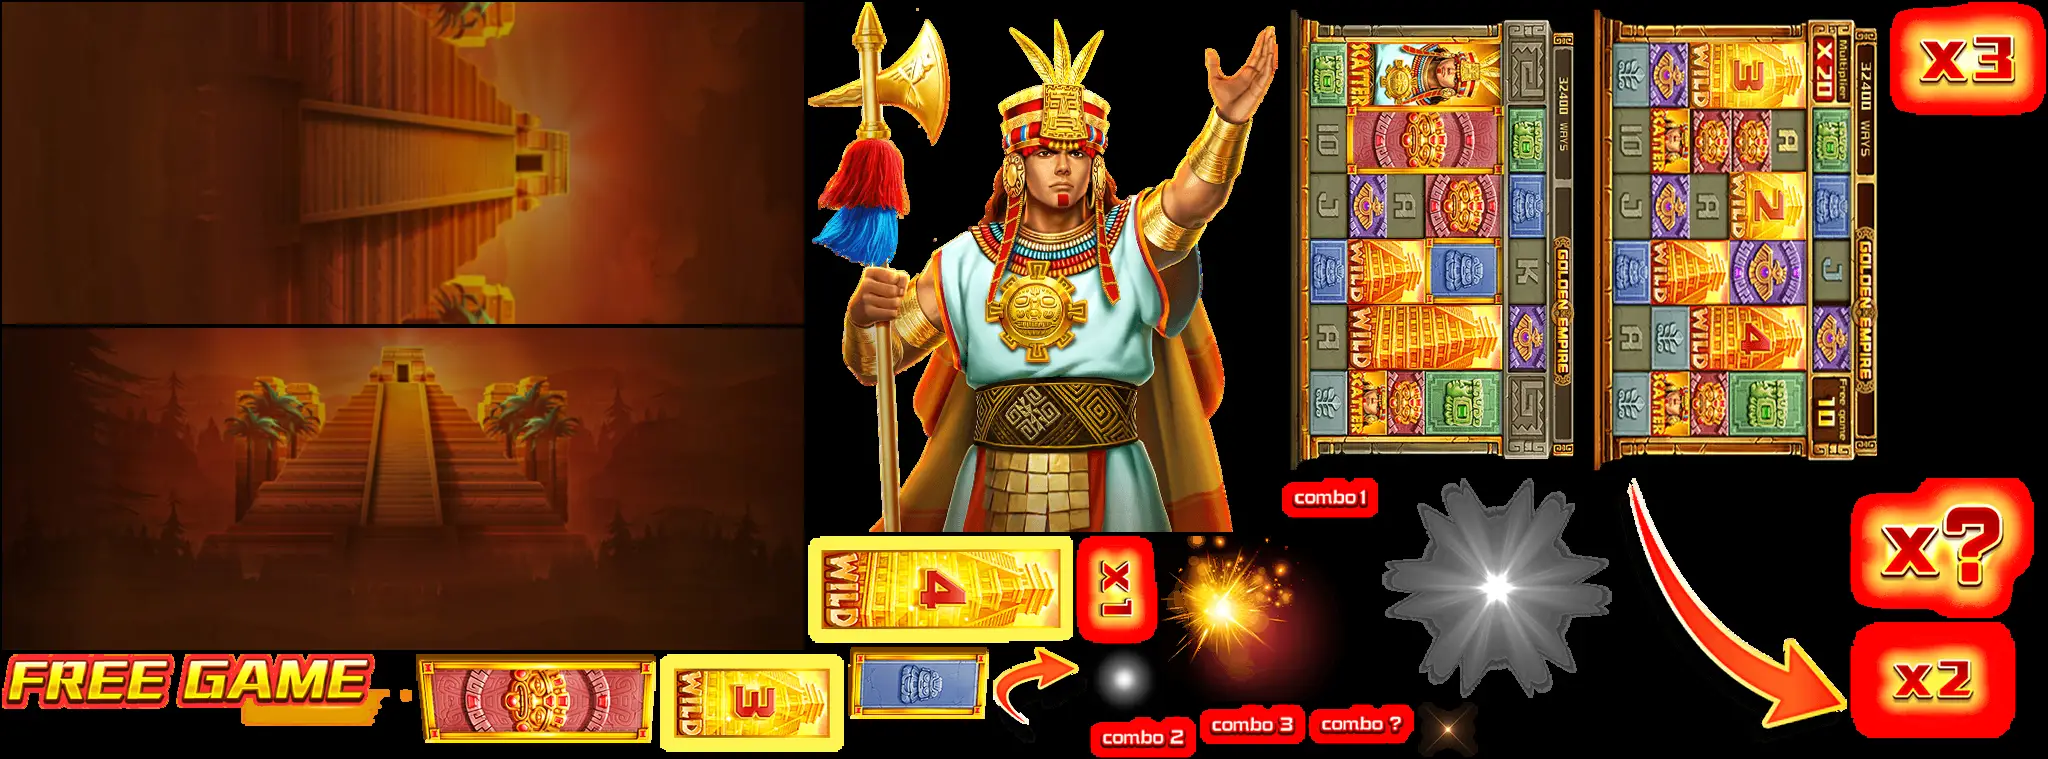 SCATTER
WILD
WILD
SCATTER
10
J
A
A
K
32400 WAYS
GOLDEN EMPIRE
WILD
3
SCATTER
WILD
2
WILD
WILD
4
SCATTER
10
J
A
A
A
J
Multiplier
x20
32400 WAYS
GOLDEN EMPIRE
Free game
10
x3
combo 1
x?
WILD
4
x1
x2
FREE GAME
WILD
3
combo 2
combo 3
combo ?